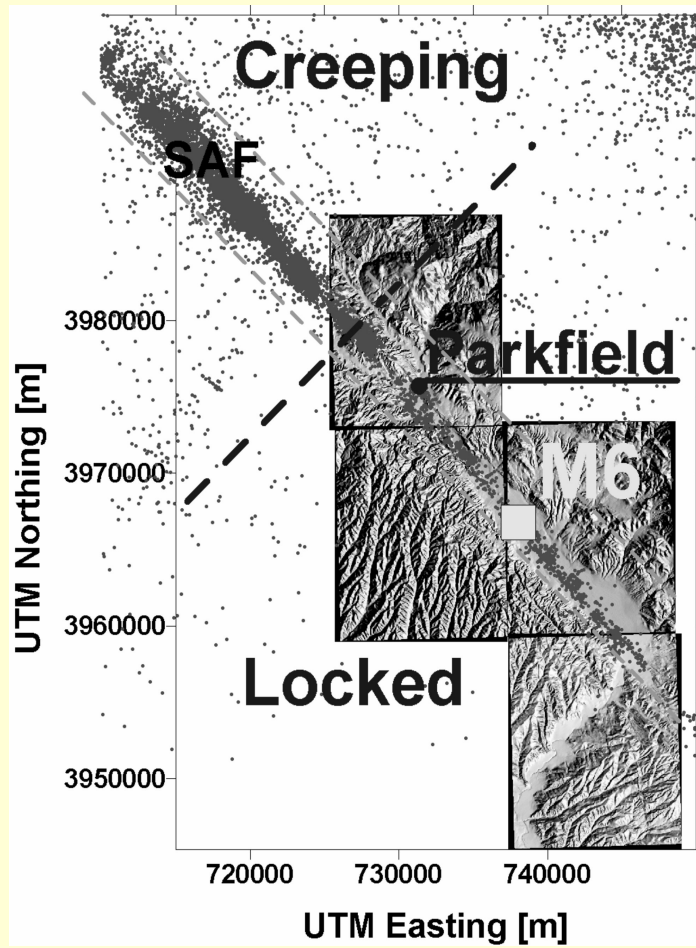 Creeping
SAF
3980000
Parkfield
3970000
M6
UTM Northing [m]
3960000
Locked
3950000
720000 730000 740000
UTM Easting [m]